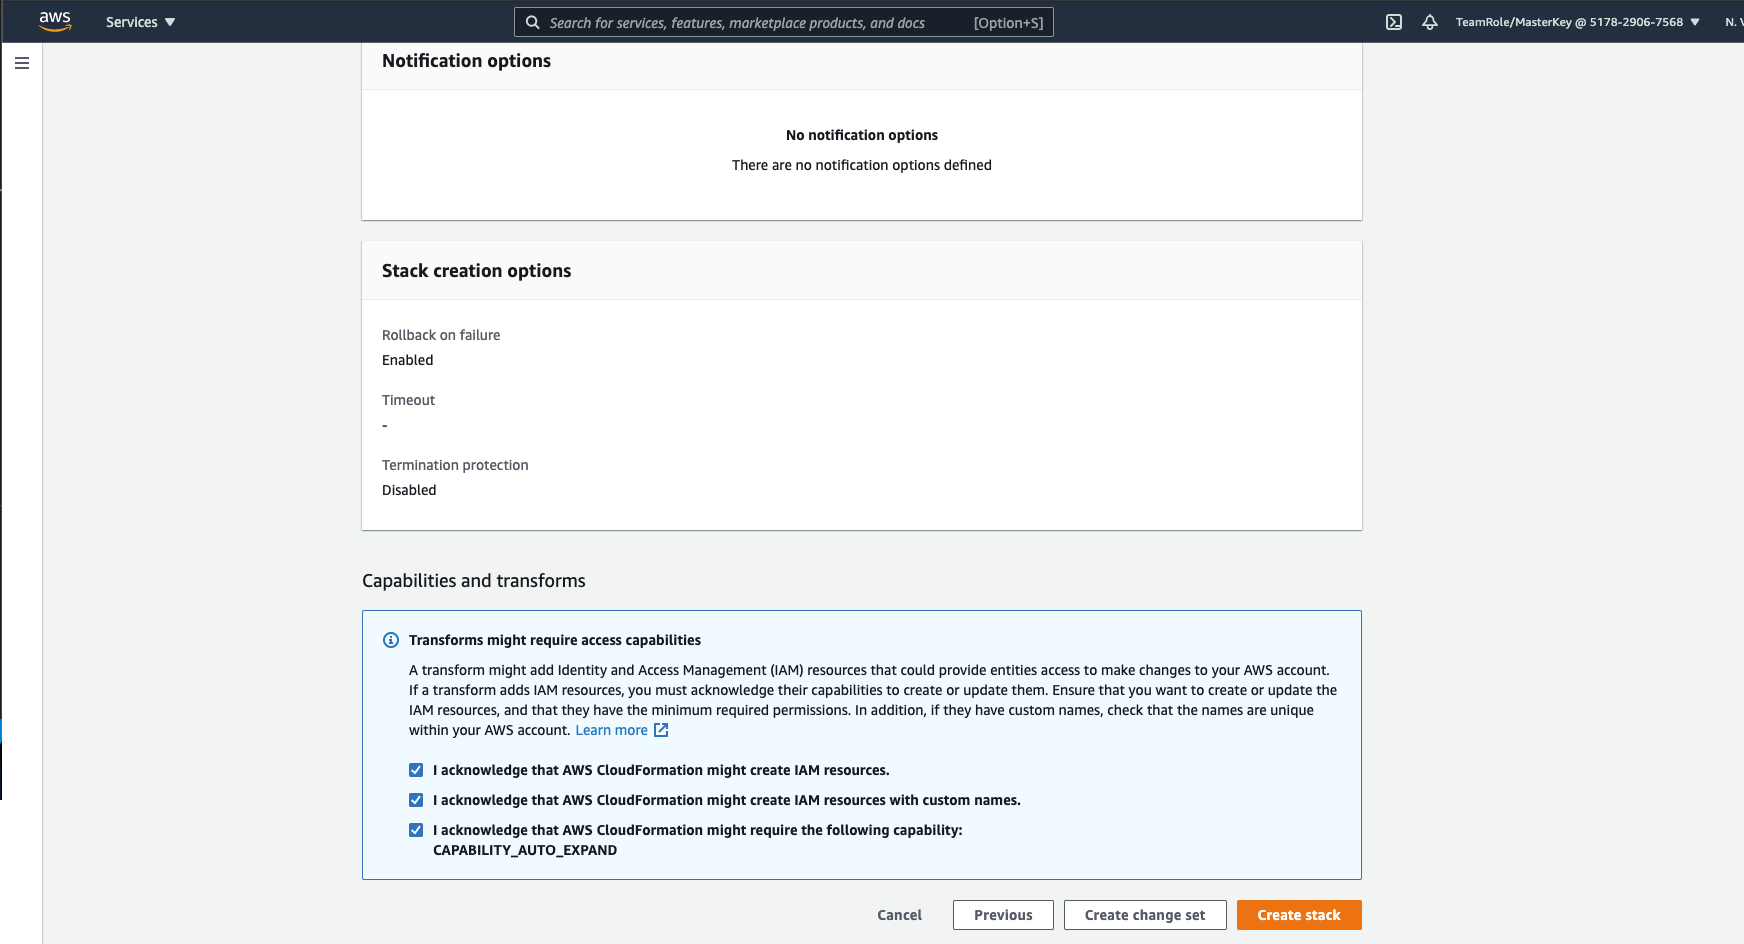 aws
Services
Search for services, features, marketplace products, and docs
[Option+S]
TeamRole/MasterKey @ 5178-2906-7568
N. V
Notification options
No notification options
There are no notification options defined
Stack creation options
Rollback on failure
Enabled
Timeout
-
Termination protection
Disabled
Capabilities and transforms
Transforms might require access capabilities
A transform might add Identity and Access Management (IAM) resources that could provide entities access to make changes to your AWS account.
If a transform adds IAM resources, you must acknowledge their capabilities to create or update them. Ensure that you want to create or update the
IAM resources, and that they have the minimum required permissions. In addition, if they have custom names, check that the names are unique
within your AWS account. Learn more
I acknowledge that AWS CloudFormation might create IAM resources.
I acknowledge that AWS CloudFormation might create IAM resources with custom names.
I acknowledge that AWS CloudFormation might require the following capability:
CAPABILITY_AUTO_EXPAND
Cancel
Previous
Create change set
Create stack